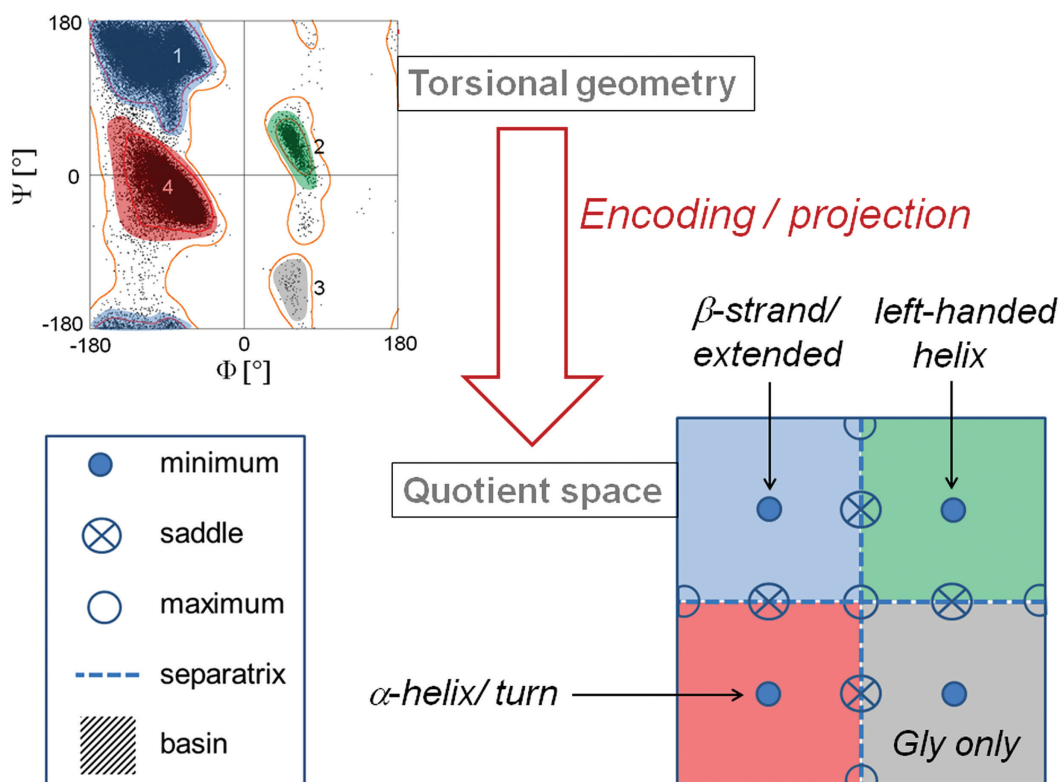 180
1
Torsional geometry
2
Ψ [°]
0
4
Encoding / projection
3
-180
-180
0
180
Φ [°]
β-strand/
extended
left-handed
helix
minimum
saddle
maximum
separatrix
basin
Quotient space
α-helix/ turn
Gly only